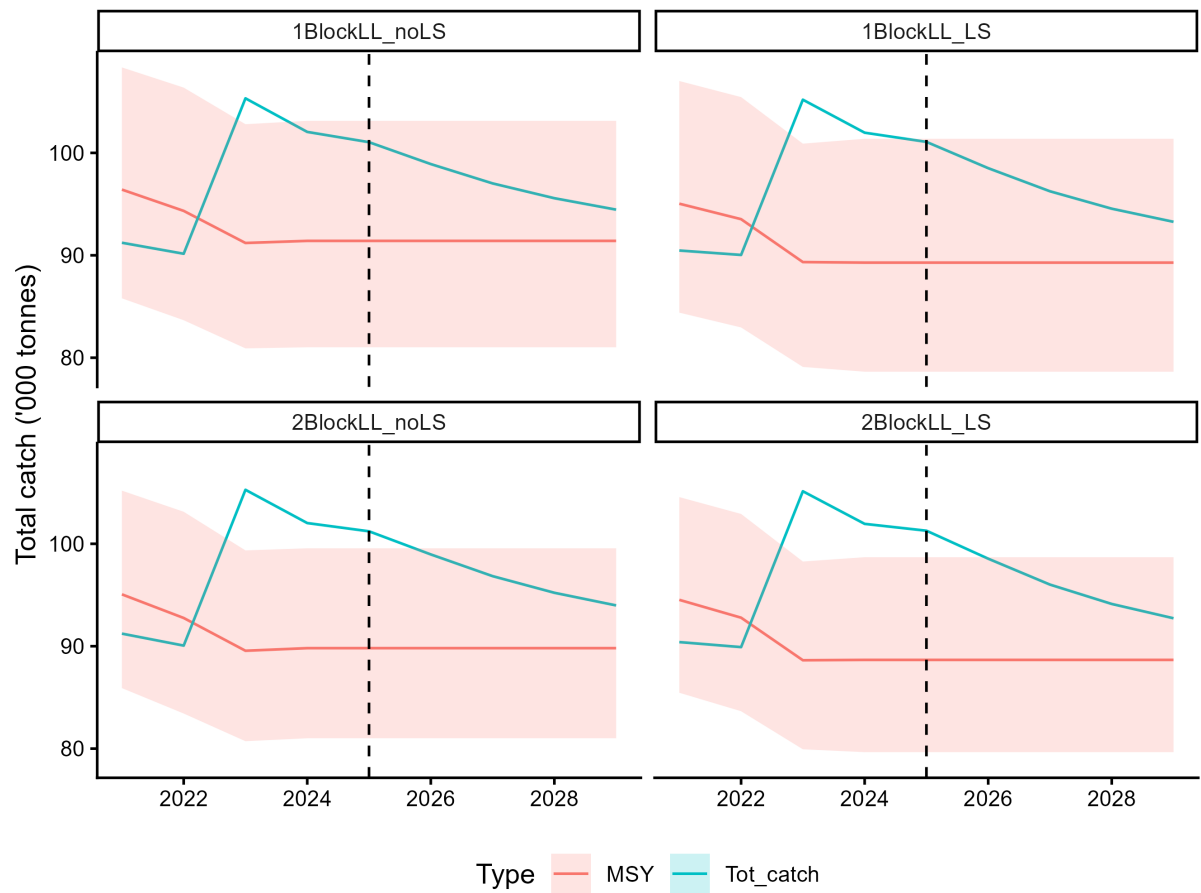 1BlockLL_noLS
1BlockLL_LS
100
90
80
2BlockLL_noLS
2BlockLL_LS
100
90
80
Total catch ('000 tonnes)
2022 2024 2026 2028
2022 2024 2026 2028
Type MSY Tot_catch